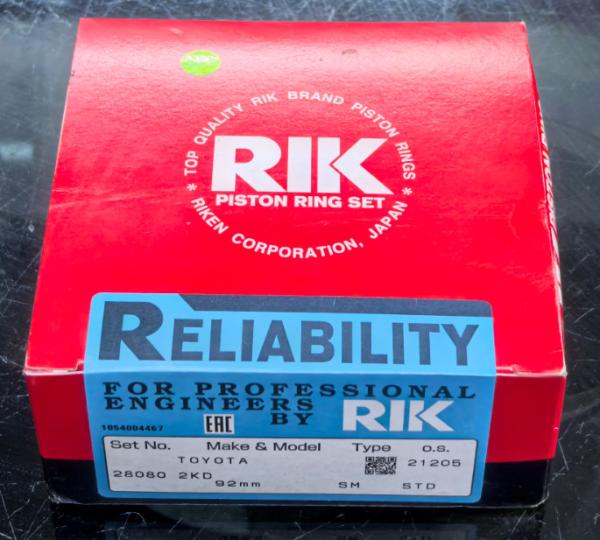 TOP QUALITY RIK BRAND PISTON RINGS
RIK
PISTON RING SET
* RIKEN CORPORATION, JAPAN *
RELIABILITY
FOR PROFESSIONAL
ENGINEERS
BY RIK
1054004467
EAC
Set No. Make & Model Type o.s.
TOYOTA 21205
28080 2KD
92mm SM STD